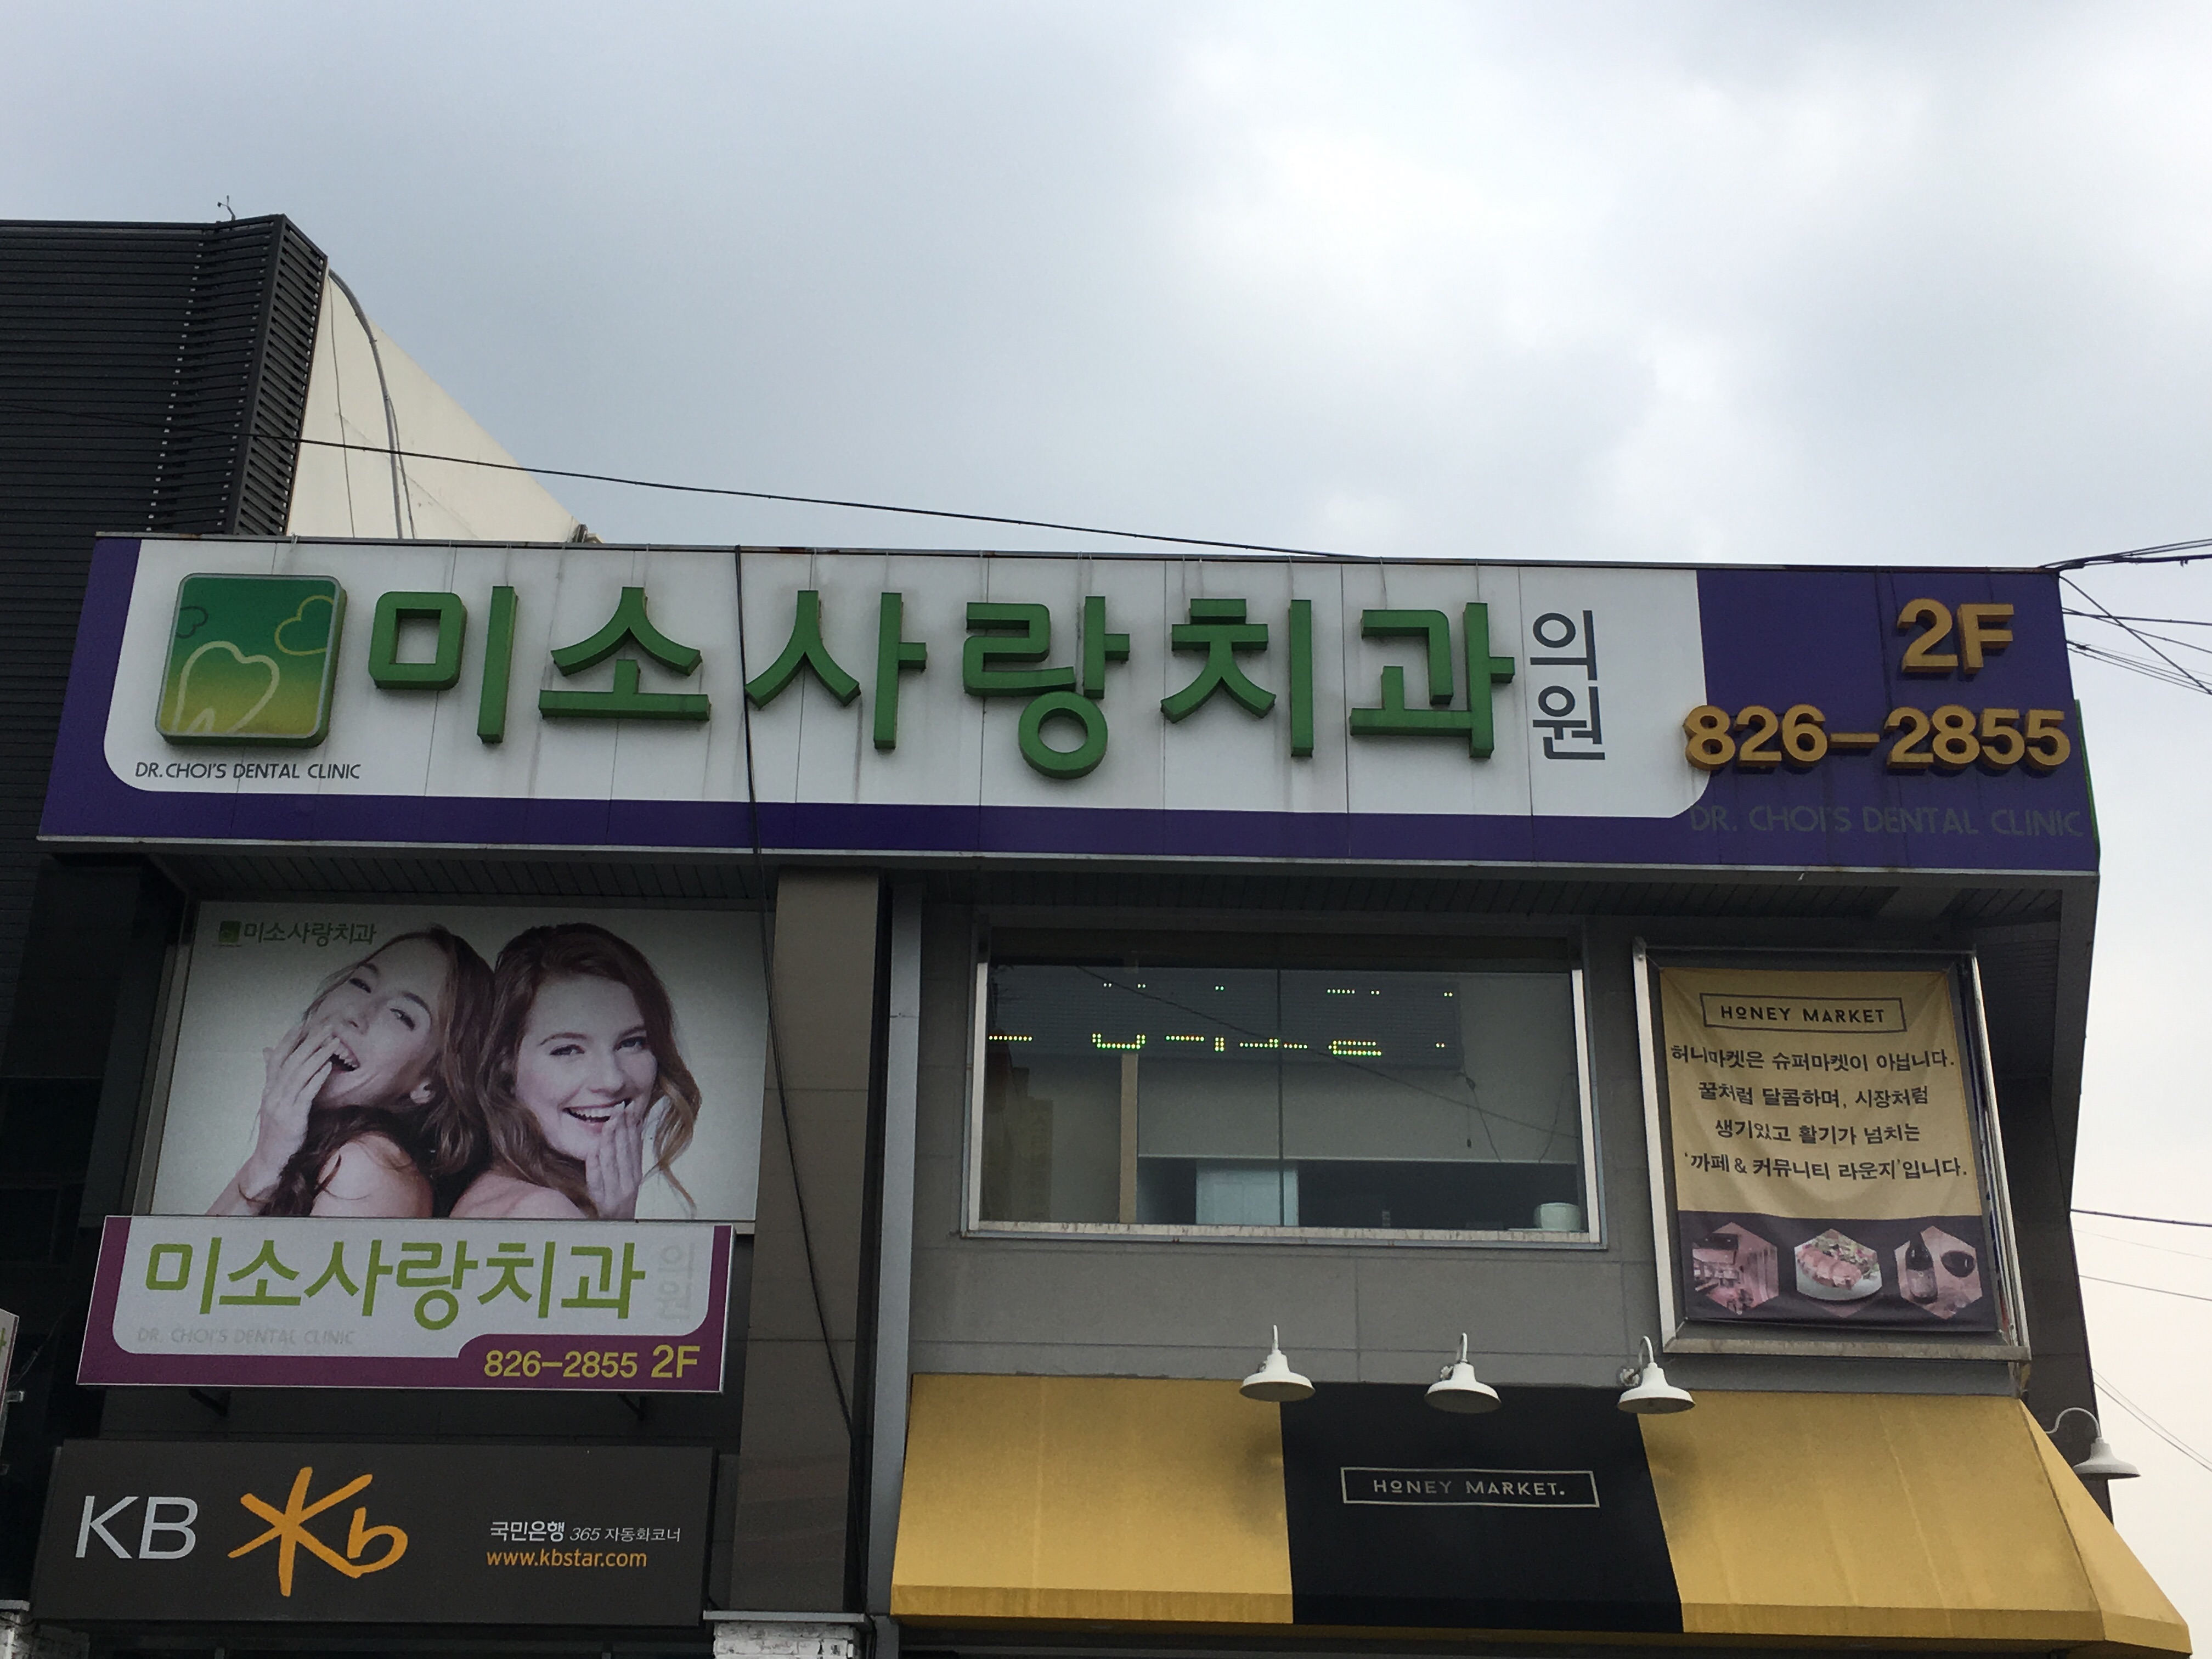 미소사랑치과 의원
DR.CHOI'S DENTAL CLINIC
2F
826-2855
DR. CHOI'S DENTAL CLINIC
미소사랑치과
미소사랑치과 의원
DR. CHOI'S DENTAL CLINIC
826-2855 2F
KB Kb
국민은행 365 자동화코너
www.kbstar.com
HONEY MARKET
허니마켓은 슈퍼마켓이 아닙니다.
꿀처럼 달콤하며, 시장처럼
생기있고 활기가 넘치는
'까페 & 커뮤니티 라운지'입니다.
HONEY MARKET.